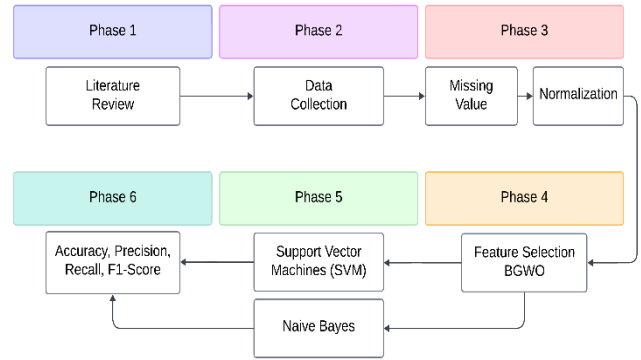 Phase 1
Phase 2
Phase 3
Literature
Review
Data
Collection
Missing
Value
Normalization
Phase 6
Phase 5
Phase 4
Accuracy, Precision,
Recall, F1-Score
Support Vector
Machines (SVM)
Feature Selection
BGWO
Naive Bayes